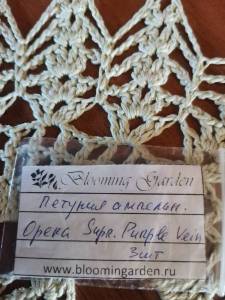 Blooming Garden
Петуния ампельн.
Opera Supr. Purple Vein
3шт
www.bloomingarden.ru